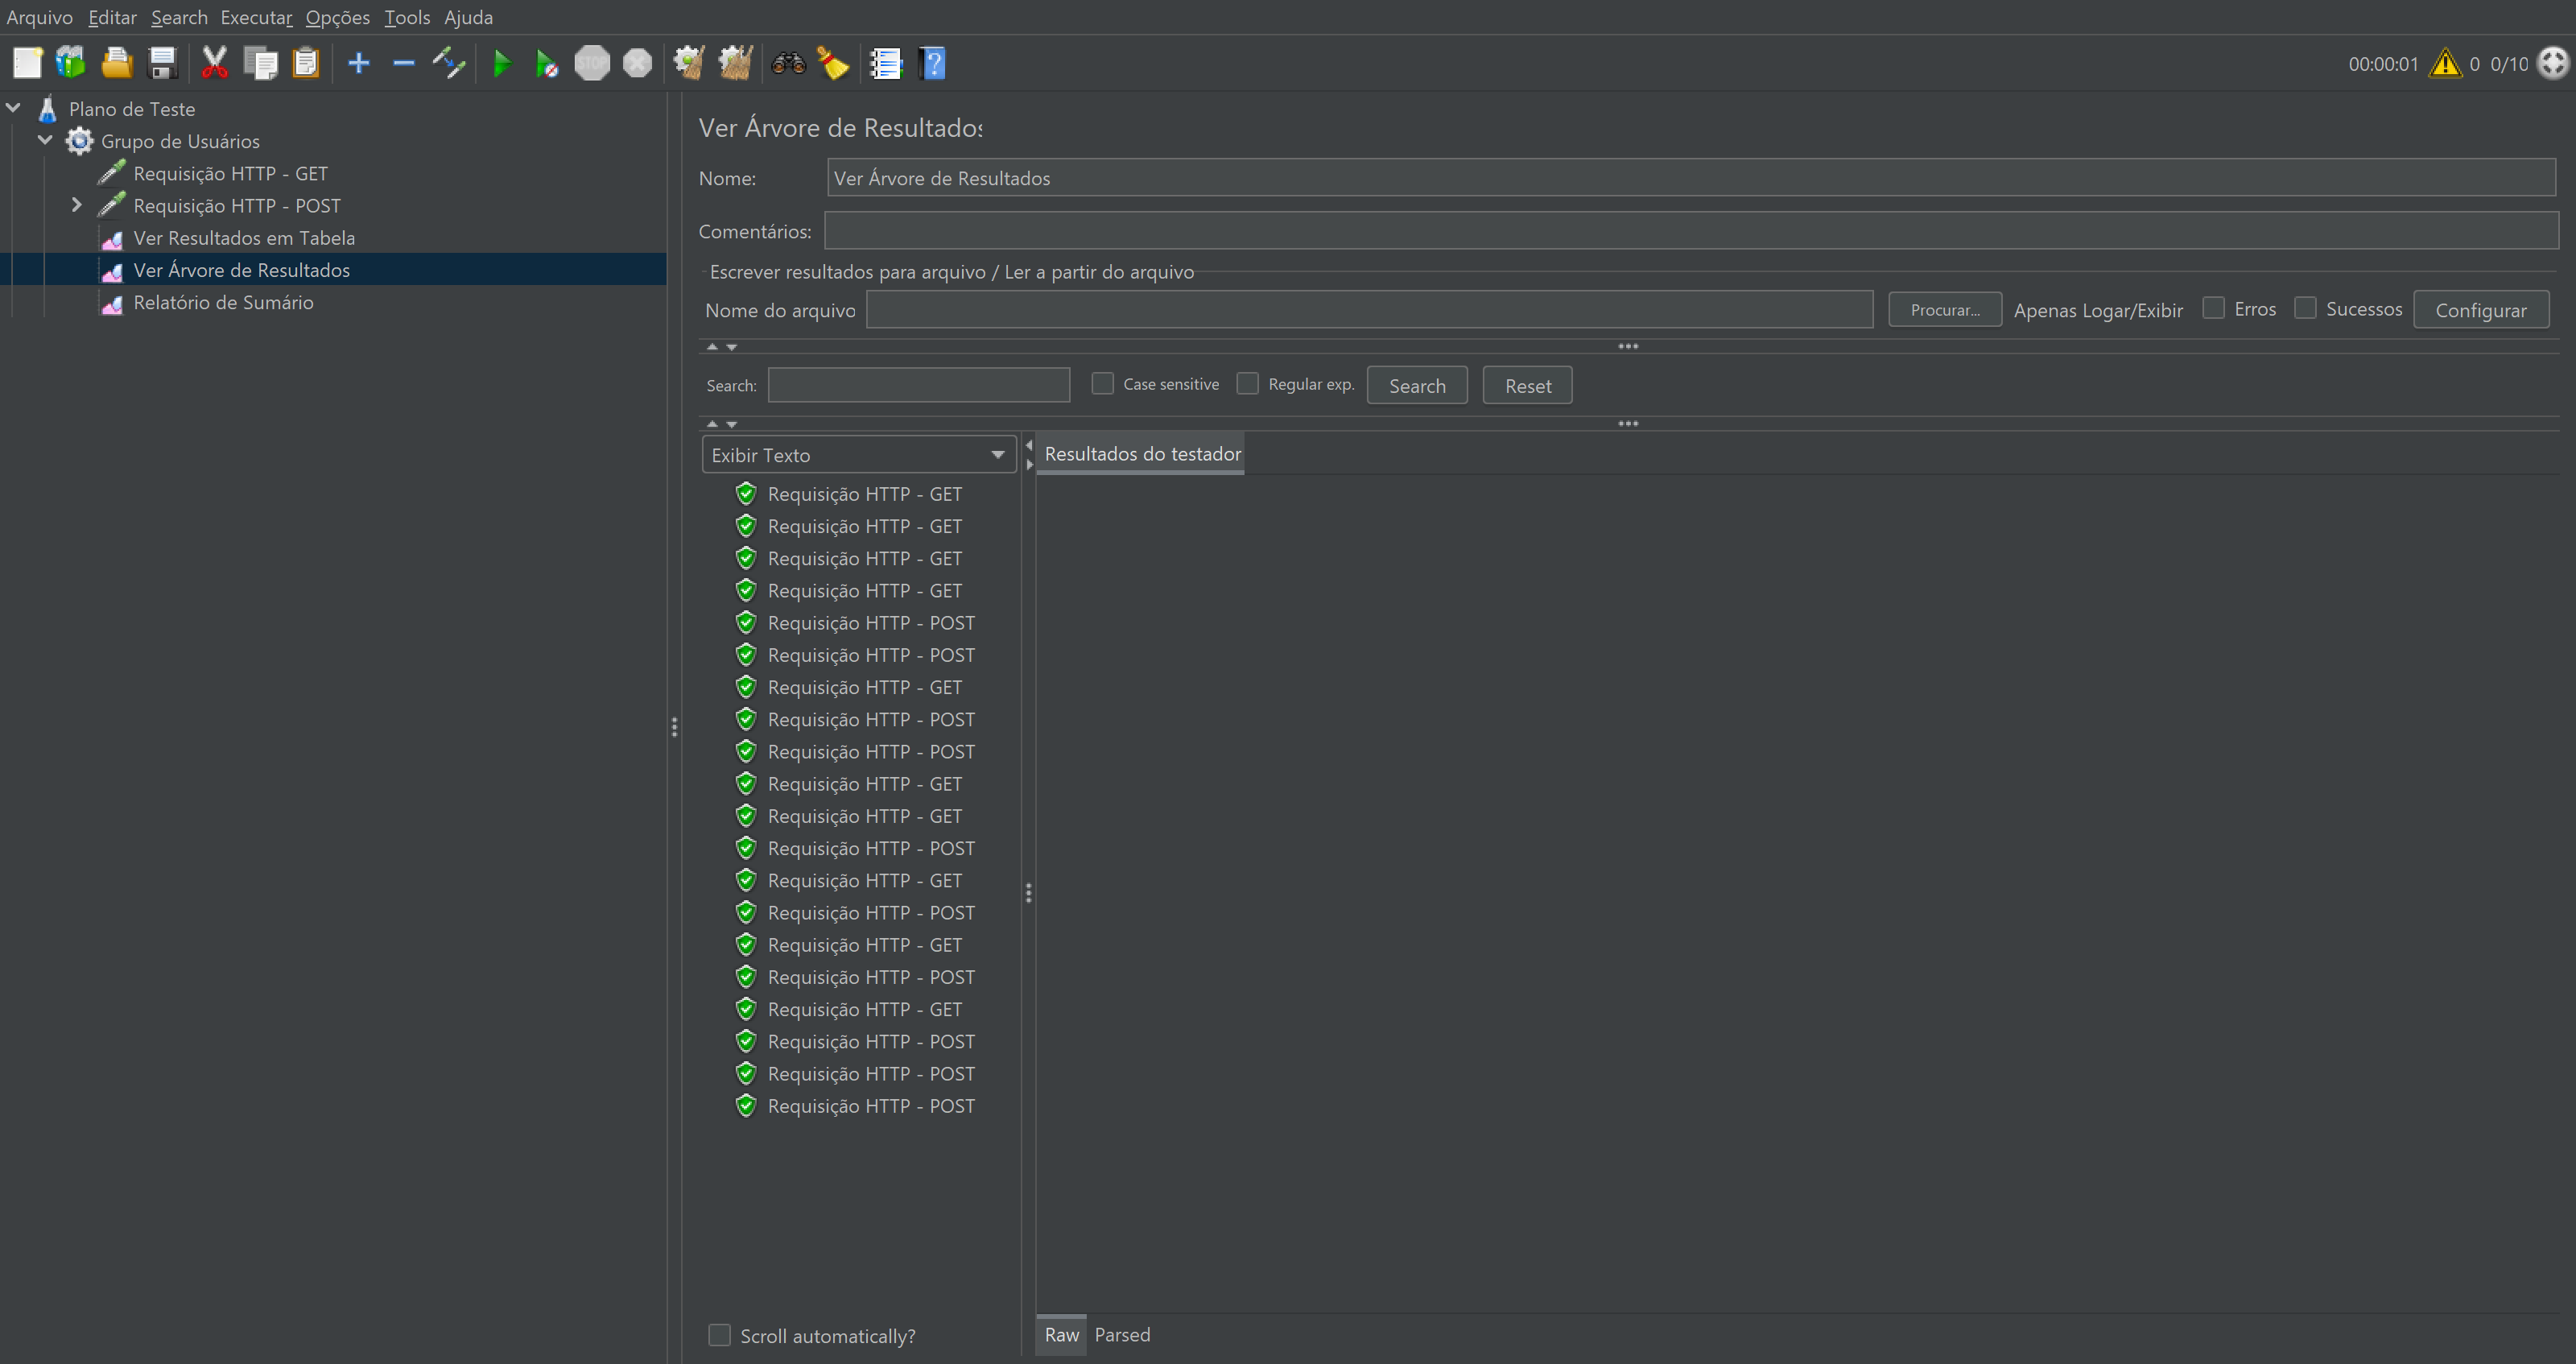 Arquivo Editar Search Executar Opções Tools Ajuda
STOP
00:00:01 0 0/10
Plano de Teste
Grupo de Usuários
Requisição HTTP - GET
Requisição HTTP - POST
Ver Resultados em Tabela
Ver Árvore de Resultados
Relatório de Sumário
Ver Árvore de Resultados
Nome: Ver Árvore de Resultados
Comentários:
Escrever resultados para arquivo / Ler a partir do arquivo
Nome do arquivo Procurar... Apenas Logar/Exibir Erros Sucessos Configurar
Search: Case sensitive Regular exp. Search Reset
Exibir Texto
Resultados do testador
Requisição HTTP - GET
Requisição HTTP - GET
Requisição HTTP - GET
Requisição HTTP - GET
Requisição HTTP - POST
Requisição HTTP - POST
Requisição HTTP - GET
Requisição HTTP - POST
Requisição HTTP - POST
Requisição HTTP - GET
Requisição HTTP - GET
Requisição HTTP - POST
Requisição HTTP - GET
Requisição HTTP - POST
Requisição HTTP - GET
Requisição HTTP - POST
Requisição HTTP - GET
Requisição HTTP - POST
Requisição HTTP - POST
Requisição HTTP - POST
Scroll automatically?
Raw Parsed